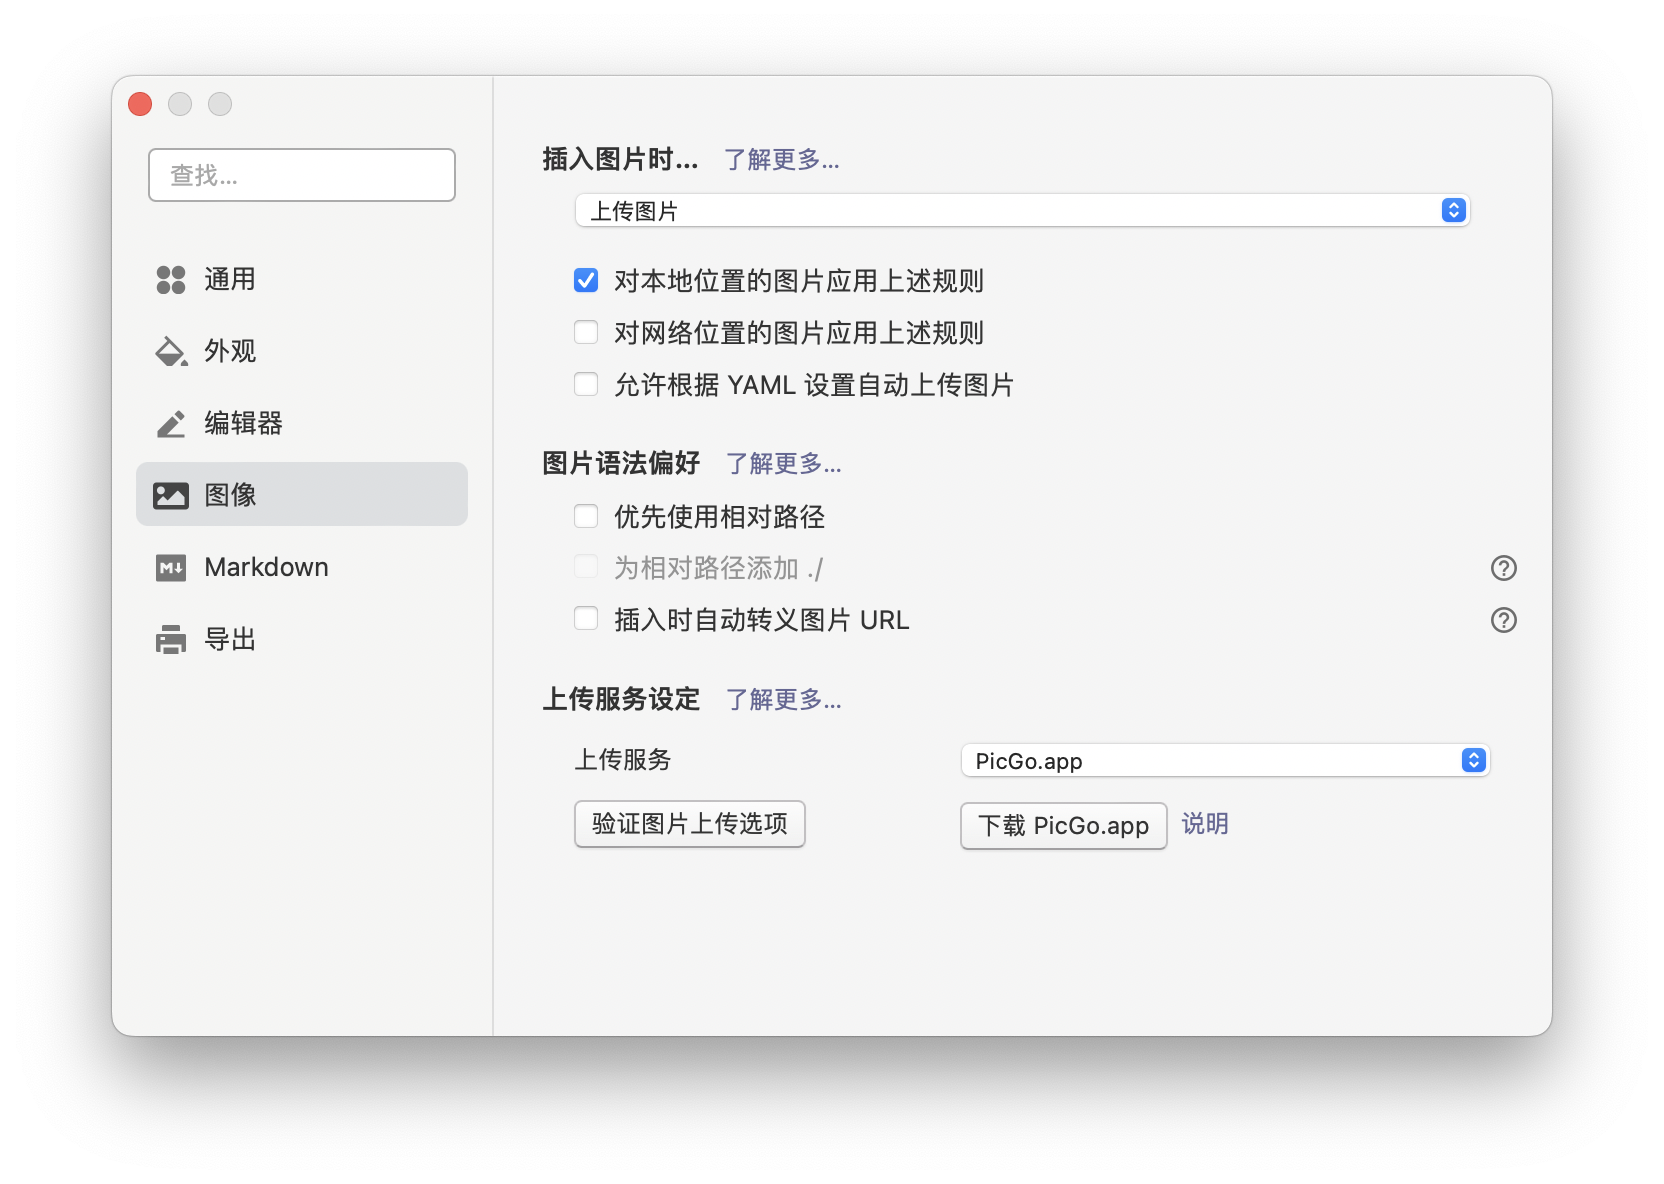 查找...
通用
外观
编辑器
图像
Markdown
导出
插入图片时... 了解更多...
上传图片
对本地位置的图片应用上述规则
对网络位置的图片应用上述规则
允许根据 YAML 设置自动上传图片
图片语法偏好 了解更多...
优先使用相对路径
为相对路径添加 ./
插入时自动转义图片 URL
上传服务设定 了解更多...
上传服务 PicGo.app
验证图片上传选项 下载 PicGo.app 说明